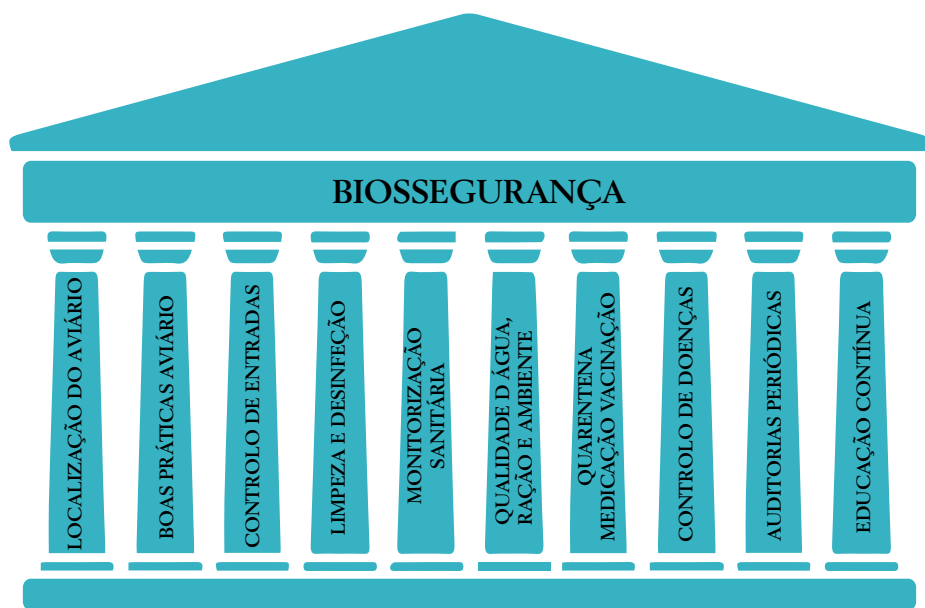 BIOSSEGURANÇA
LOCALIZAÇÃO DO AVIÁRIO
BOAS PRÁTICAS AVIÁRIO
CONTROLO DE ENTRADAS
LIMPEZA E DESINFEÇÃO
MONITORIZAÇÃO
SANITÁRIA
QUALIDADE D ÁGUA,
RAÇÃO E AMBIENTE
QUARENTENA
MEDICAÇÃO VACINAÇÃO
CONTROLO DE DOENÇAS
AUDITORIAS PERIÓDICAS
EDUCAÇÃO CONTÍNUA